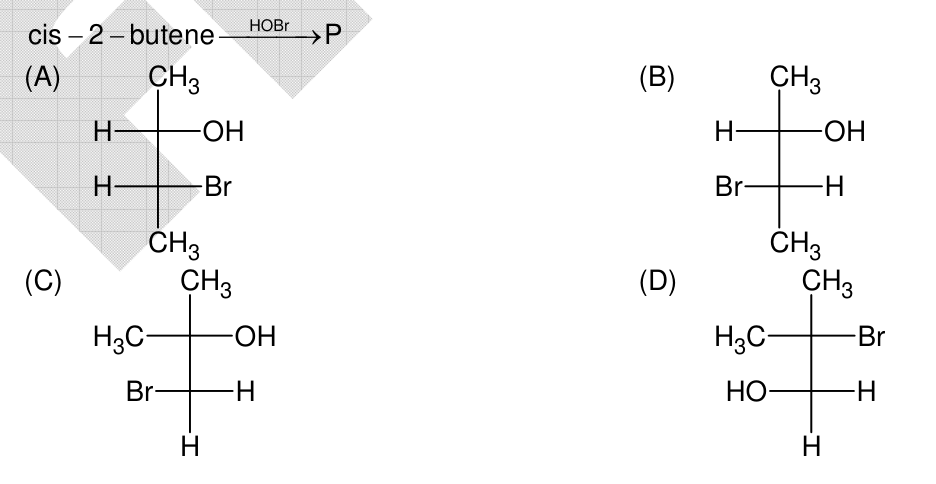 cis – 2 – butene HOBr → P
(A) CH₃ (B) CH₃
H OH H OH
H Br Br H
CH₃ CH₃
(C) CH₃ (D) CH₃
H₃C OH H₃C Br
Br H HO H
H H